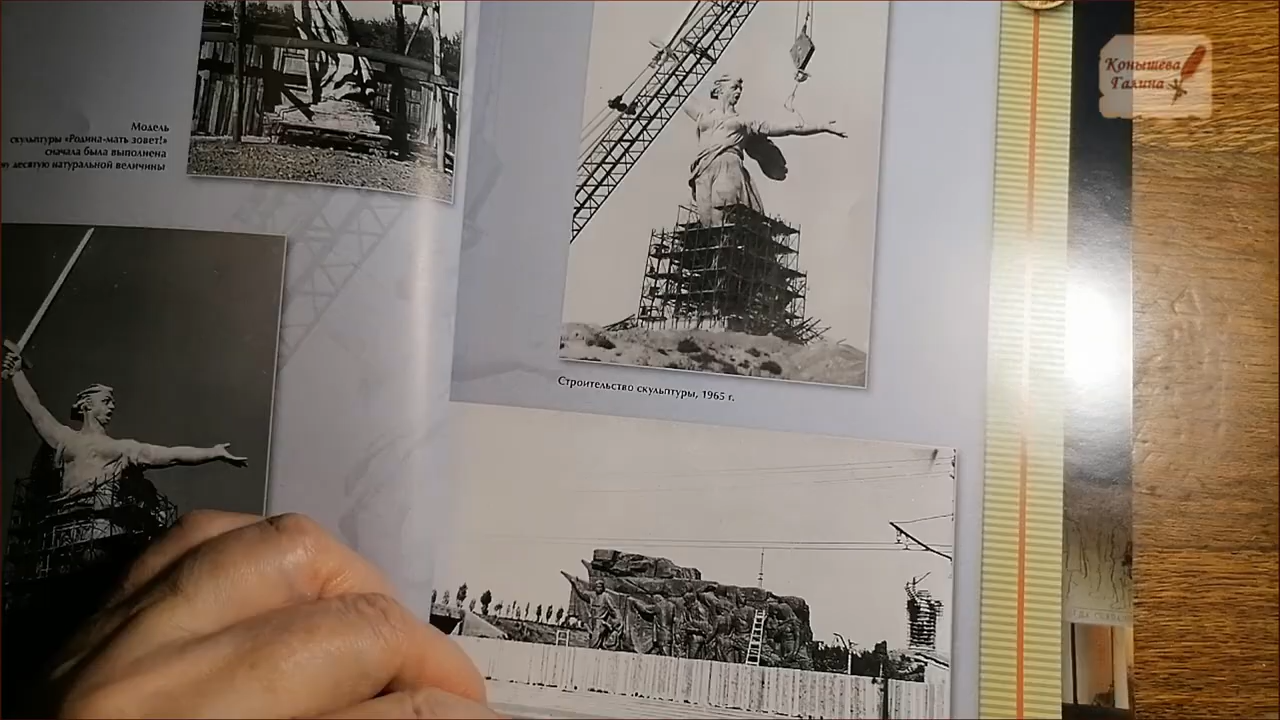 Модель
скульптуры «Родина-мать зовет!»
сначала была выполнена
десятую натуральной величины
Строительство скульптуры, 1965 г.
Конышева
Галина